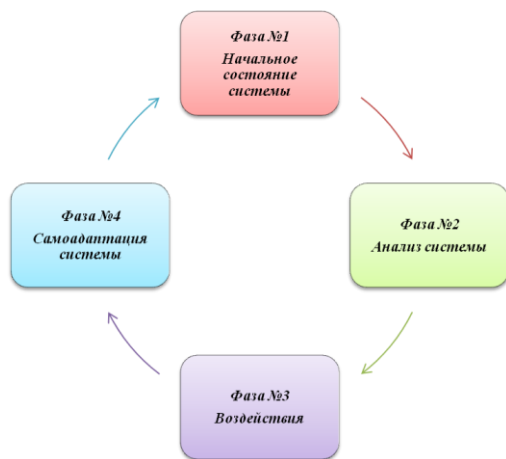 Фаза №1
Начальное
состояние
системы
Фаза №2
Анализ системы
Фаза №3
Воздействия
Фаза №4
Самоадаптация
системы